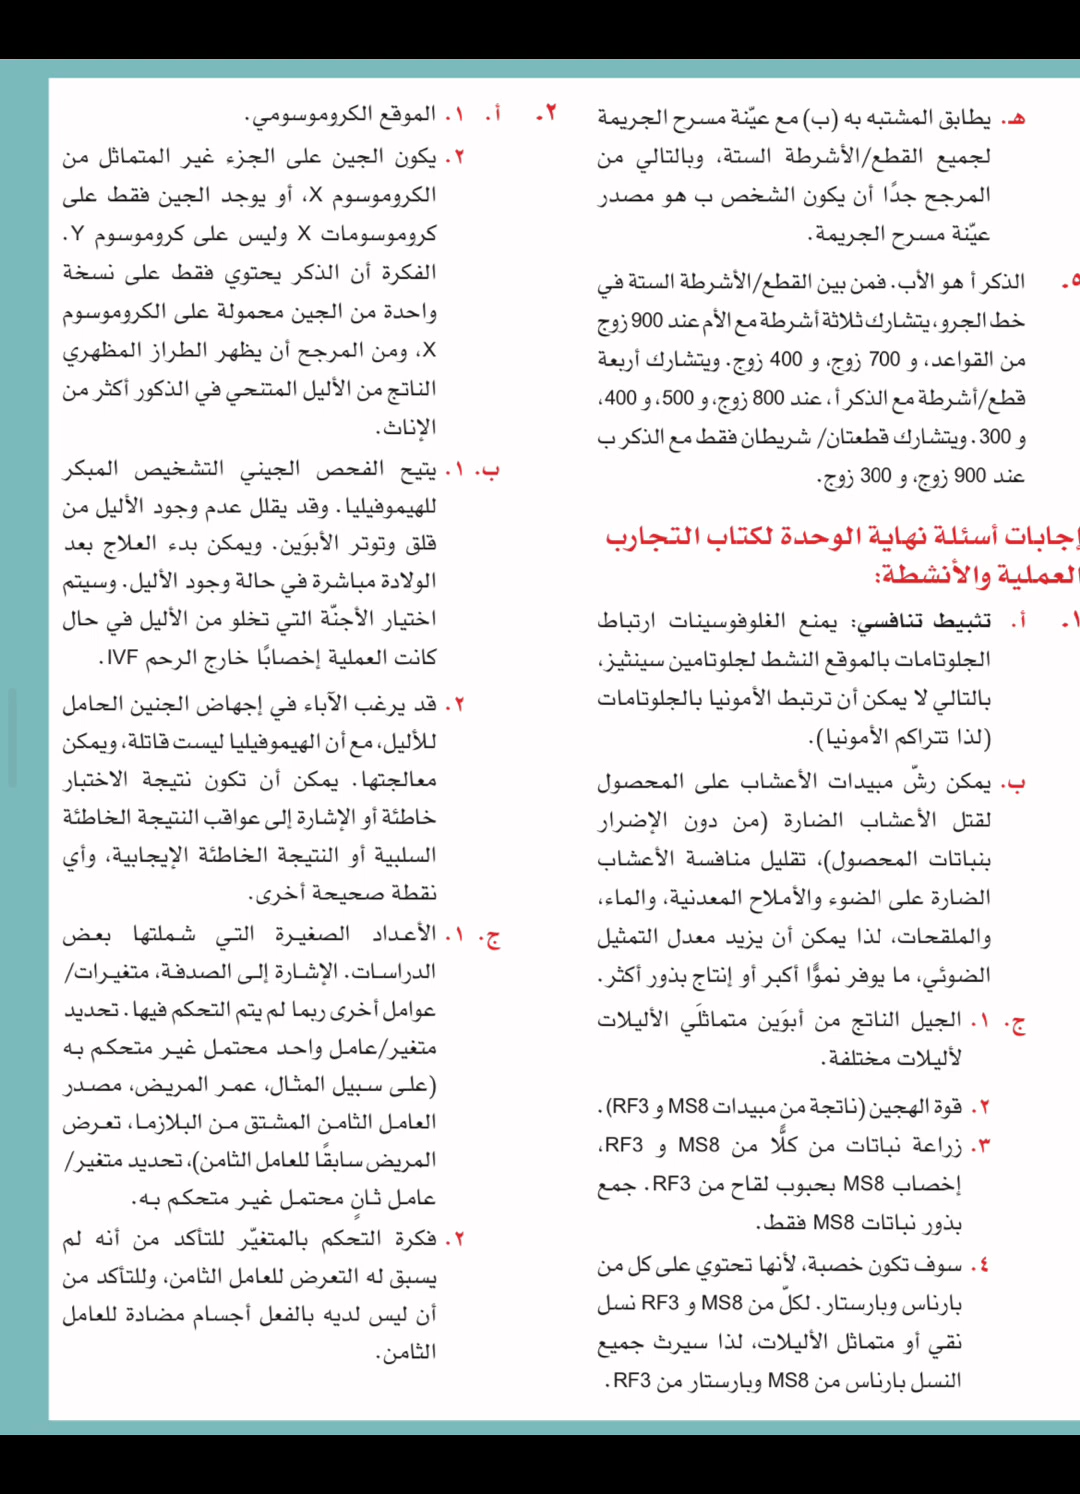 هـ. يطابق المشتبه به (ب) مع عيّنة مسرح الجريمة
لجميع القطع/الأشرطة الستة، وبالتالي من
المرجح جدًا أن يكون الشخص ب هو مصدر
عيّنة مسرح الجريمة.
٥. الذكر أ هو الأب. فمن بين القطع/الأشرطة الستة في
خط الجرو، يتشارك ثلاثة أشرطة مع الأم عند 900 زوج
من القواعد، و 700 زوج، و 400 زوج. ويتشارك أربعة
قطع/أشرطة مع الذكر أ، عند 800 زوج، و 500، و 400،
و 300. ويتشارك قطعتان/ شريطان فقط مع الذكر ب
عند 900 زوج، و 300 زوج.
إجابات أسئلة نهاية الوحدة لكتاب التجارب
العملية والأنشطة:
١. أ. تثبيط تنافسي: يمنع الغلوفوسينات ارتباط
الجلوتامات بالموقع النشط لجلوتامين سينثيز،
بالتالي لا يمكن أن ترتبط الأمونيا بالجلوتامات
(لذا تتراكم الأمونيا).
ب. يمكن رشّ مبيدات الأعشاب على المحصول
لقتل الأعشاب الضارة (من دون الإضرار
بنباتات المحصول)، تقليل منافسة الأعشاب
الضارة على الضوء والأملاح المعدنية، والماء،
والملقحات، لذا يمكن أن يزيد معدل التمثيل
الضوئي، ما يوفر نموًّا أكبر أو إنتاج بذور أكثر.
ج. ١. الجيل الناتج من أبوَين متماثلَي الأليلات
لأليلات مختلفة.
٢. قوة الهجين (ناتجة من مبيدات MS8 و RF3).
٣. زراعة نباتات من كلًّا من MS8 و RF3،
إخصاب MS8 بحبوب لقاح من RF3. جمع
بذور نباتات MS8 فقط.
٤. سوف تكون خصبة، لأنها تحتوي على كل من
بارناس وبارستار. لكلّ من MS8 و RF3 نسل
نقي أو متماثل الأليلات، لذا سيرث جميع
النسل بارناس من MS8 وبارستار من RF3.
٢. أ. ١. الموقع الكروموسومي.
٢. يكون الجين على الجزء غير المتماثل من
الكروموسوم X، أو يوجد الجين فقط على
كروموسومات X وليس على كروموسوم Y.
الفكرة أن الذكر يحتوي فقط على نسخة
واحدة من الجين محمولة على الكروموسوم
X، ومن المرجح أن يظهر الطراز المظهري
الناتج من الأليل المتنحي في الذكور أكثر من
الإناث.
ب. ١. يتيح الفحص الجيني التشخيص المبكر
للهيموفيليا. وقد يقلل عدم وجود الأليل من
قلق وتوتر الأبوَين. ويمكن بدء العلاج بعد
الولادة مباشرة في حالة وجود الأليل. وسيتم
اختيار الأجنّة التي تخلو من الأليل في حال
كانت العملية إخصابًا خارج الرحم IVF.
٢. قد يرغب الآباء في إجهاض الجنين الحامل
للأليل، مع أن الهيموفيليا ليست قاتلة، ويمكن
معالجتها. يمكن أن تكون نتيجة الاختبار
خاطئة أو الإشارة إلى عواقب النتيجة الخاطئة
السلبية أو النتيجة الخاطئة الإيجابية، وأي
نقطة صحيحة أخرى.
ج. ١. الأعداد الصغيرة التي شملتها بعض
الدراسات. الإشارة إلى الصدفة، متغيرات/
عوامل أخرى ربما لم يتم التحكم فيها. تحديد
متغير/عامل واحد محتمل غير متحكم به
(على سبيل المثال، عمر المريض، مصدر
العامل الثامن المشتق من البلازما، تعرض
المريض سابقًا للعامل الثامن)، تحديد متغير/
عامل ثانٍ محتمل غير متحكم به.
٢. فكرة التحكم بالمتغيّر للتأكد من أنه لم
يسبق له التعرض للعامل الثامن، وللتأكد من
أن ليس لديه بالفعل أجسام مضادة للعامل
الثامن.